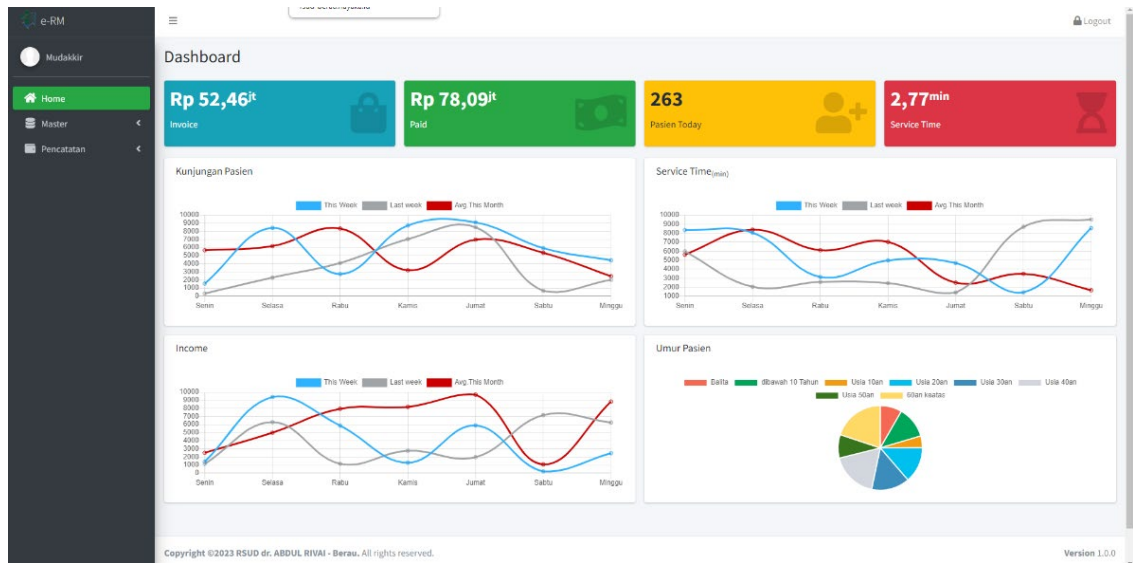 e-RM
Logout
Mudakkir
Home
Master
Pencatatan
Dashboard
Rp 52,46jt
Invoice
Rp 78,09jt
Paid
263
Pasien Today
2,77min
Service Time
Kunjungan Pasien
This Week Last week Avg This Month
10000
9000
8000
7000
6000
5000
4000
3000
2000
1000
0
Senin Selasa Rabu Kamis Jumat Sabtu Minggu
Service Time(min)
This Week Last week Avg This Month
10000
9000
8000
7000
6000
5000
4000
3000
2000
1000
Senin Selasa Rabu Kamis Jumat Sabtu Minggu
Income
This Week Last week Avg This Month
10000
9000
8000
7000
6000
5000
4000
3000
2000
1000
0
Senin Selasa Rabu Kamis Jumat Sabtu Minggu
Umur Pasien
Balita dibawah 10 Tahun Usia 10an Usia 20an Usia 30an Usia 40an
Usia 50an 60an keatas
Copyright ©2023 RSUD dr. ABDUL RIVAI - Berau. All rights reserved.
Version 1.0.0